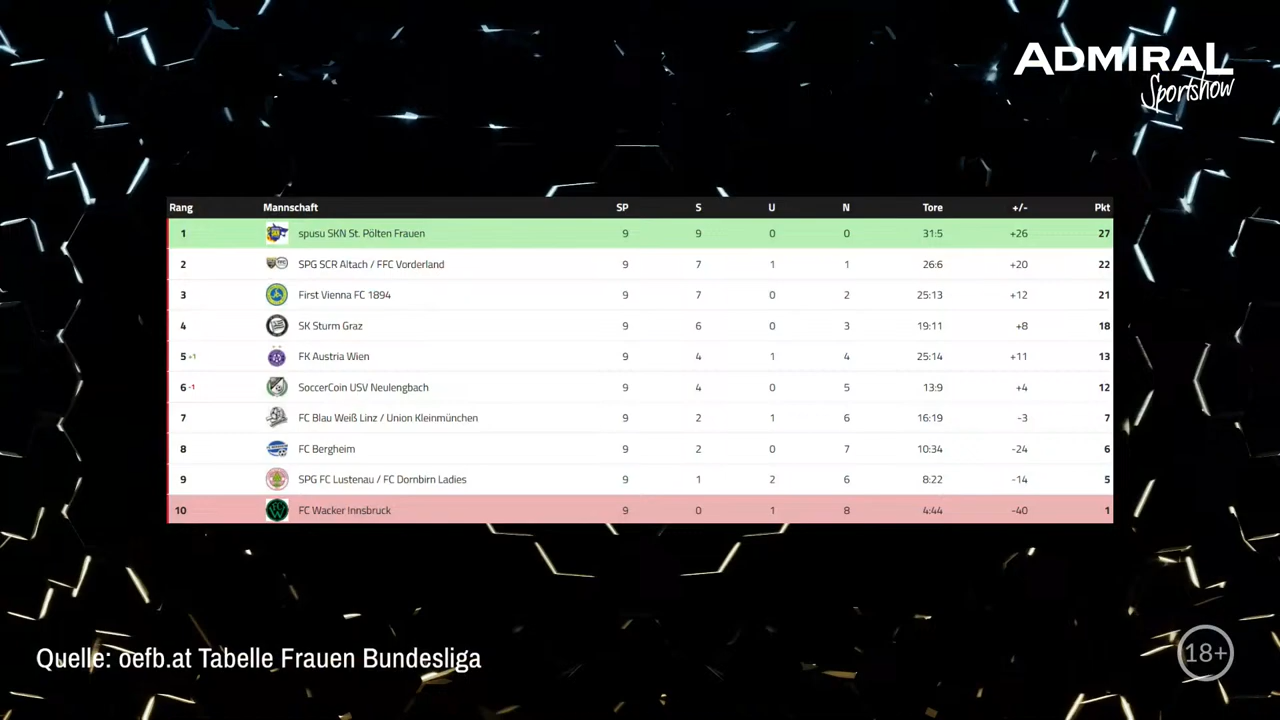 ADMIRAL
Sportshow
Rang Mannschaft SP S U N Tore +/- Pkt
1 spusu SKN St. Pölten Frauen 9 9 0 0 31:5 +26 27
2 SPG SCR Altach / FFC Vorderland 9 7 1 1 26:6 +20 22
3 First Vienna FC 1894 9 7 0 2 25:13 +12 21
4 SK Sturm Graz 9 6 0 3 19:11 +8 18
5 +1 FK Austria Wien 9 4 1 4 25:14 +11 13
6 -1 SoccerCoin USV Neulengbach 9 4 0 5 13:9 +4 12
7 FC Blau Weiß Linz / Union Kleinmünchen 9 2 1 6 16:19 -3 7
8 FC Bergheim 9 2 0 7 10:34 -24 6
9 SPG FC Lustenau / FC Dornbirn Ladies 9 1 2 6 8:22 -14 5
10 FC Wacker Innsbruck 9 0 1 8 4:44 -40 1
Quelle: oefb.at Tabelle Frauen Bundesliga
18+